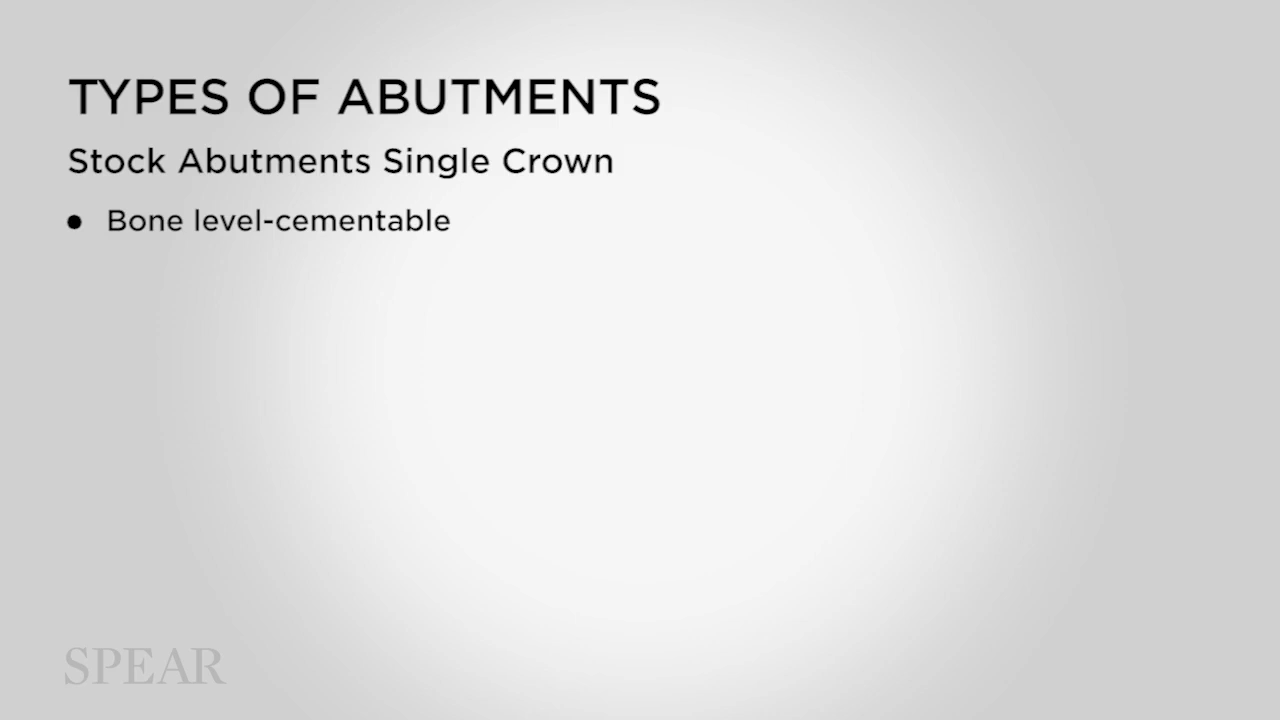 TYPES OF ABUTMENTS
Stock Abutments Single Crown
● Bone level-cementable
SPEAR